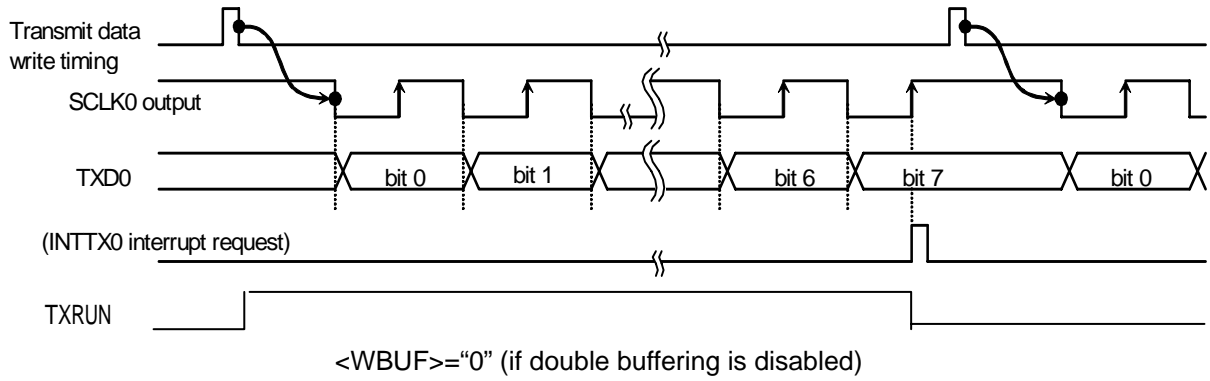 Transmit data
write timing
SCLK0 output
TXD0
bit 0
bit 1
bit 6
bit 7
bit 0
(INTTX0 interrupt request)
TXRUN
<WBUF>=“0” (if double buffering is disabled)